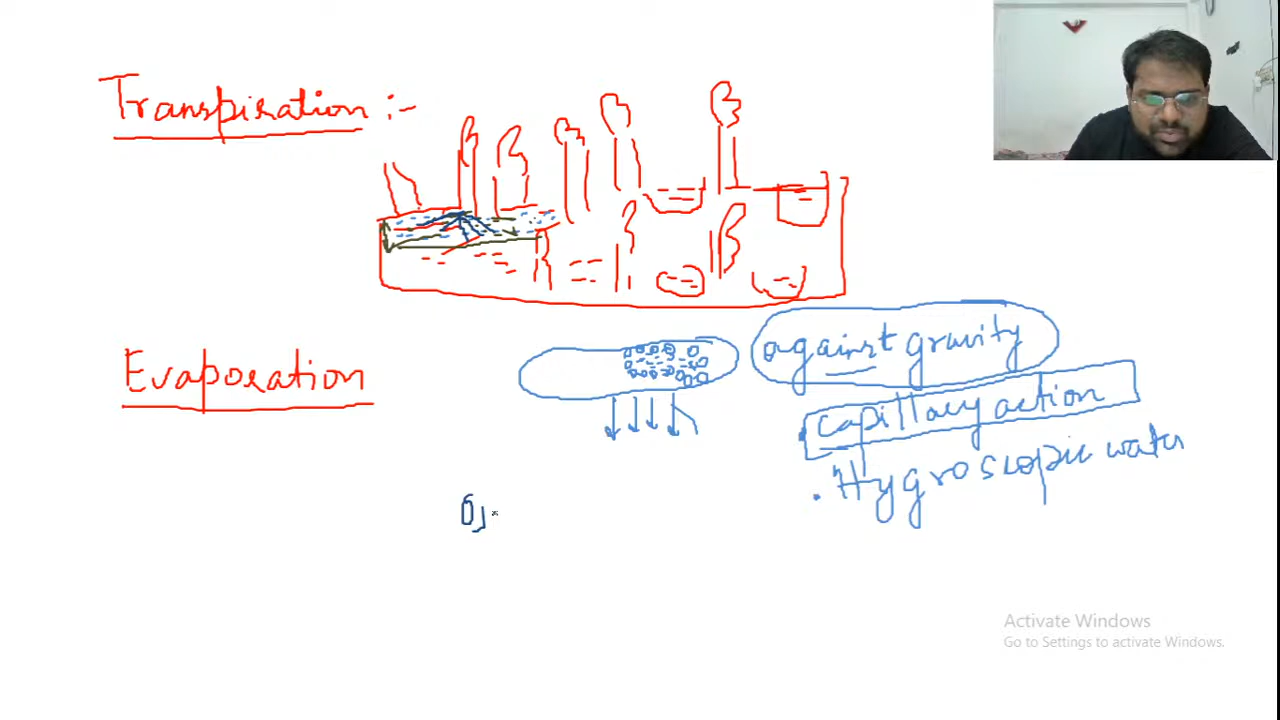 Transpiration :-
Evaporation
against gravity
. capillary action
. Hygroscopic water
Activate Windows
Go to Settings to activate Windows.